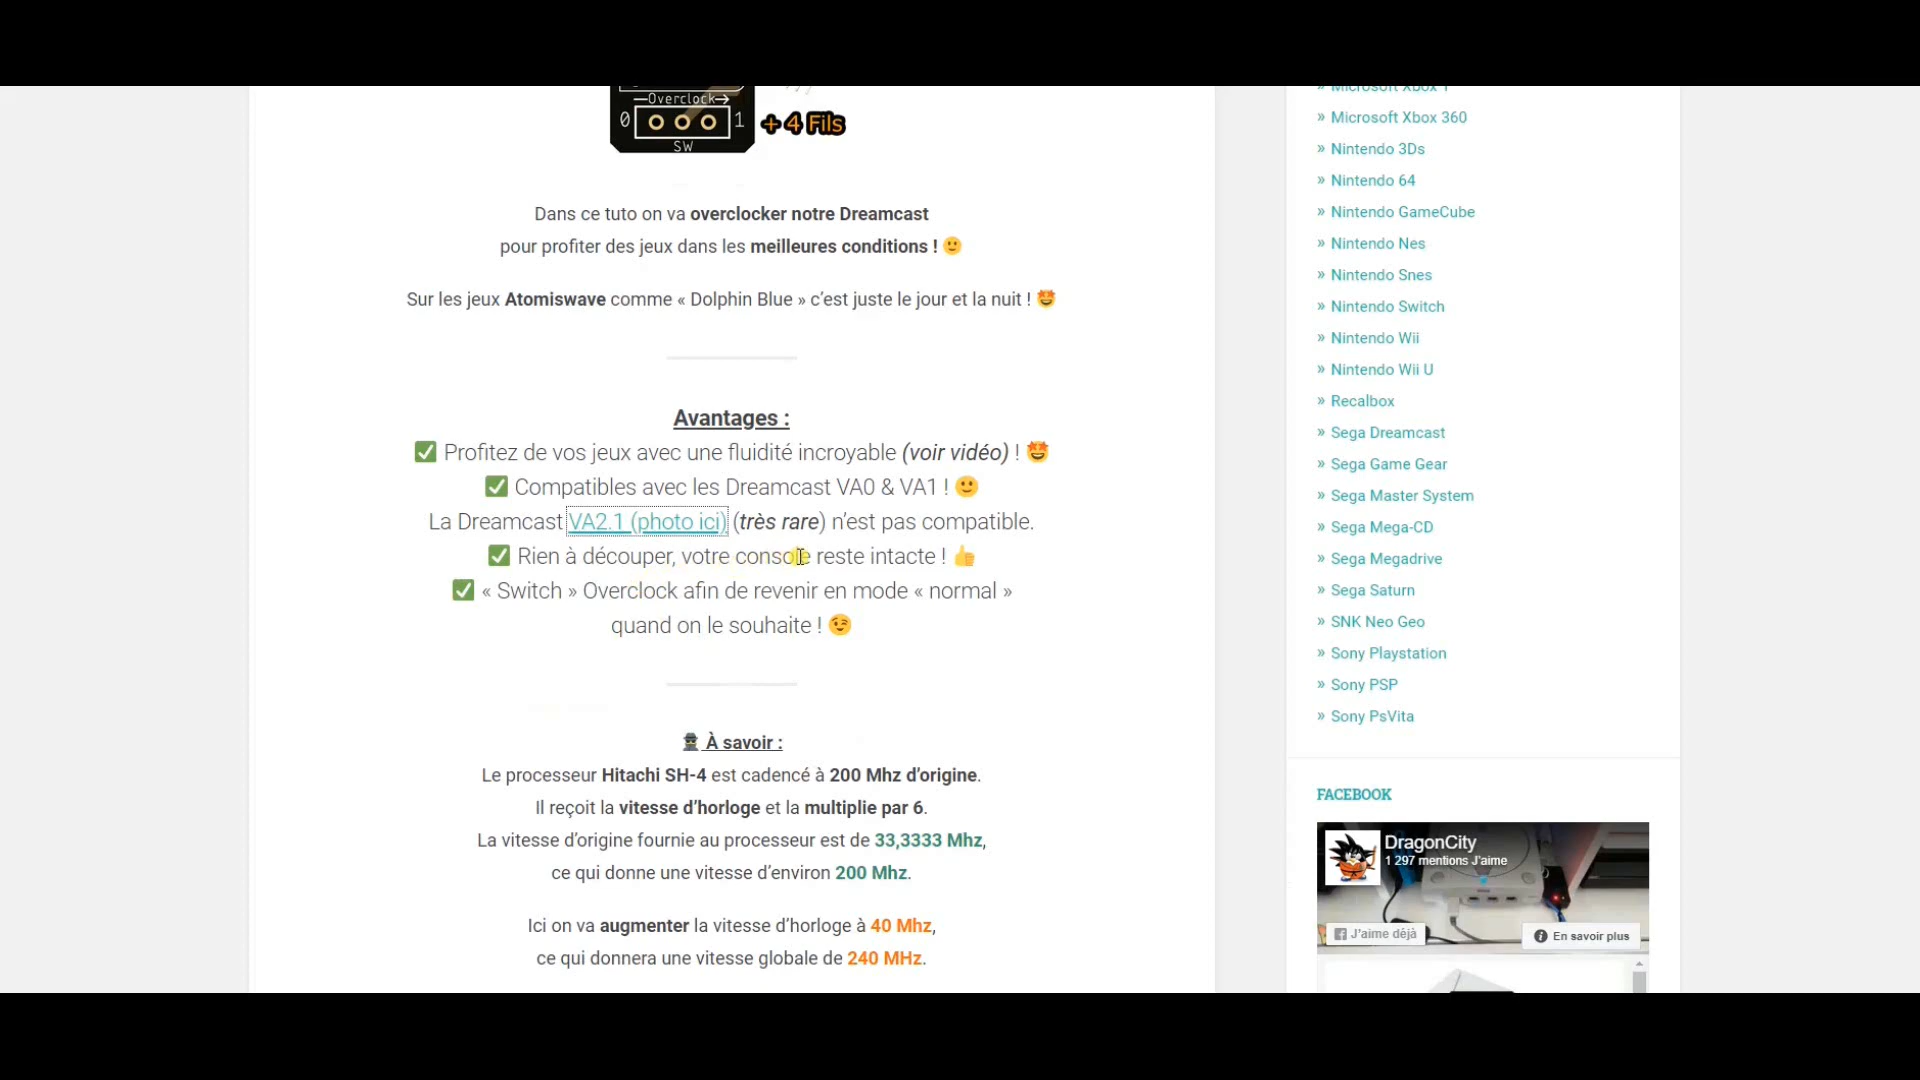 Overclock
0 1
SW
+ 4 Fils
Dans ce tuto on va overclocker notre Dreamcast
pour profiter des jeux dans les meilleures conditions ! 🙂
Sur les jeux Atomiswave comme « Dolphin Blue » c’est juste le jour et la nuit ! 🤩
Avantages :
✅ Profitez de vos jeux avec une fluidité incroyable (voir vidéo) ! 🤩
✅ Compatibles avec les Dreamcast VA0 & VA1 ! 🙂
La Dreamcast VA2.1 (photo ici) (très rare) n’est pas compatible.
✅ Rien à découper, votre console reste intacte ! 👍
✅ « Switch » Overclock afin de revenir en mode « normal »
quand on le souhaite ! 😉
À savoir :
Le processeur Hitachi SH-4 est cadencé à 200 Mhz d’origine.
Il reçoit la vitesse d’horloge et la multiplie par 6.
La vitesse d’origine fournie au processeur est de 33,3333 Mhz,
ce qui donne une vitesse d’environ 200 Mhz.
Ici on va augmenter la vitesse d’horloge à 40 Mhz,
ce qui donnera une vitesse globale de 240 MHz.
» Microsoft Xbox 1
» Microsoft Xbox 360
» Nintendo 3Ds
» Nintendo 64
» Nintendo GameCube
» Nintendo Nes
» Nintendo Snes
» Nintendo Switch
» Nintendo Wii
» Nintendo Wii U
» Recalbox
» Sega Dreamcast
» Sega Game Gear
» Sega Master System
» Sega Mega-CD
» Sega Megadrive
» Sega Saturn
» SNK Neo Geo
» Sony Playstation
» Sony PSP
» Sony PsVita
FACEBOOK
DragonCity
1 297 mentions J’aime
J’aime déjà
En savoir plus